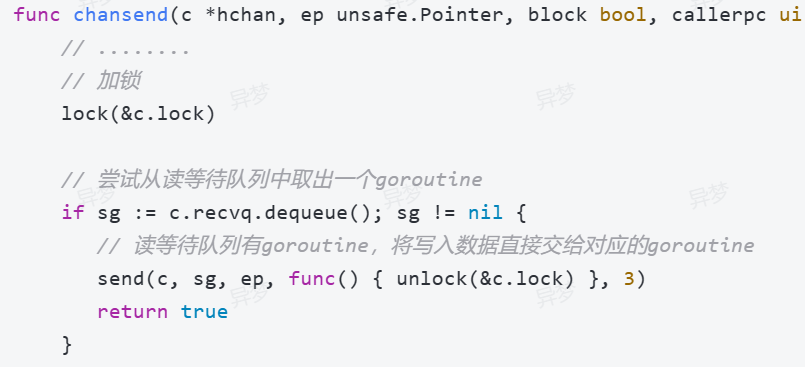 func chansend(c *hchan, ep unsafe.Pointer, block bool, callerpc ui
// ........
// 加锁
lock(&c.lock)
// 尝试从读等待队列中取出一个goroutine
if sg := c.recvq.dequeue(); sg != nil {
// 读等待队列有goroutine，将写入数据直接交给对应的goroutine
send(c, sg, ep, func() { unlock(&c.lock) }, 3)
return true
}
异梦
异梦
异梦
异梦
异梦
异梦
异梦